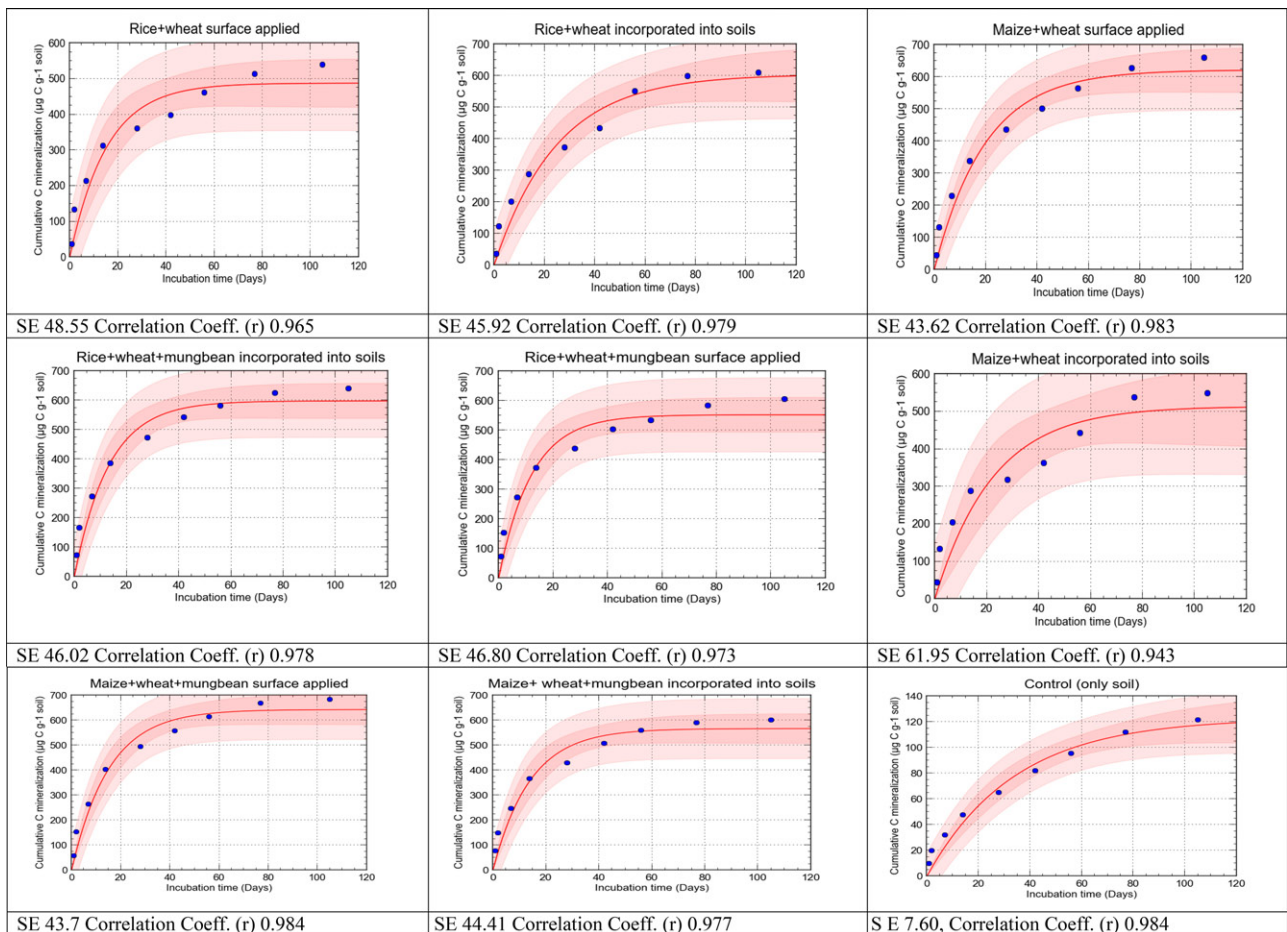 Rice+wheat surface applied
Cumulative C mineralization (µg C g-1 soil)
600
500
400
300
200
100
0
0 20 40 60 80 100 120
Incubation time (Days)
SE 48.55 Correlation Coeff. (r) 0.965
Rice+wheat incorporated into soils
Cumulative C mineralization (µg C g-1 soil)
700
600
500
400
300
200
100
0
0 20 40 60 80 100 120
Incubation time (Days)
SE 45.92 Correlation Coeff. (r) 0.979
Maize+wheat surface applied
Cumulative C mineralization (µg C g-1 soil)
700
600
500
400
300
200
100
0
0 20 40 60 80 100 120
Incubation time (Days)
SE 43.62 Correlation Coeff. (r) 0.983
Rice+wheat+mungbean incorporated into soils
Cumulative C mineralization (µg C g-1 soil)
700
600
500
400
300
200
100
0
0 20 40 60 80 100 120
Incubation time (Days)
SE 46.02 Correlation Coeff. (r) 0.978
Rice+wheat+mungbean surface applied
Cumulative C mineralization (µg C g-1 soil)
700
600
500
400
300
200
100
0
0 20 40 60 80 100 120
Incubation time (Days)
SE 46.80 Correlation Coeff. (r) 0.973
Maize+wheat incorporated into soils
Cumulative C mineralization (µg C g-1 soil)
600
500
400
300
200
100
0
0 20 40 60 80 100 120
Incubation time (Days)
SE 61.95 Correlation Coeff. (r) 0.943
Maize+wheat+mungbean surface applied
Cumulative C mineralization (µg C g-1 soil)
700
600
500
400
300
200
100
0
0 20 40 60 80 100 120
Incubation time (Days)
SE 43.7 Correlation Coeff. (r) 0.984
Maize+ wheat+mungbean incorporated into soils
Cumulative C mineralization (µg C g-1 soil)
700
600
500
400
300
200
100
0
0 20 40 60 80 100 120
Incubation time (Days)
SE 44.41 Correlation Coeff. (r) 0.977
Control (only soil)
Cumulative C mineralization (µg C g-1 soil)
140
120
100
80
60
40
20
0
0 20 40 60 80 100 120
Incubation time (Days)
S E 7.60, Correlation Coeff. (r) 0.984